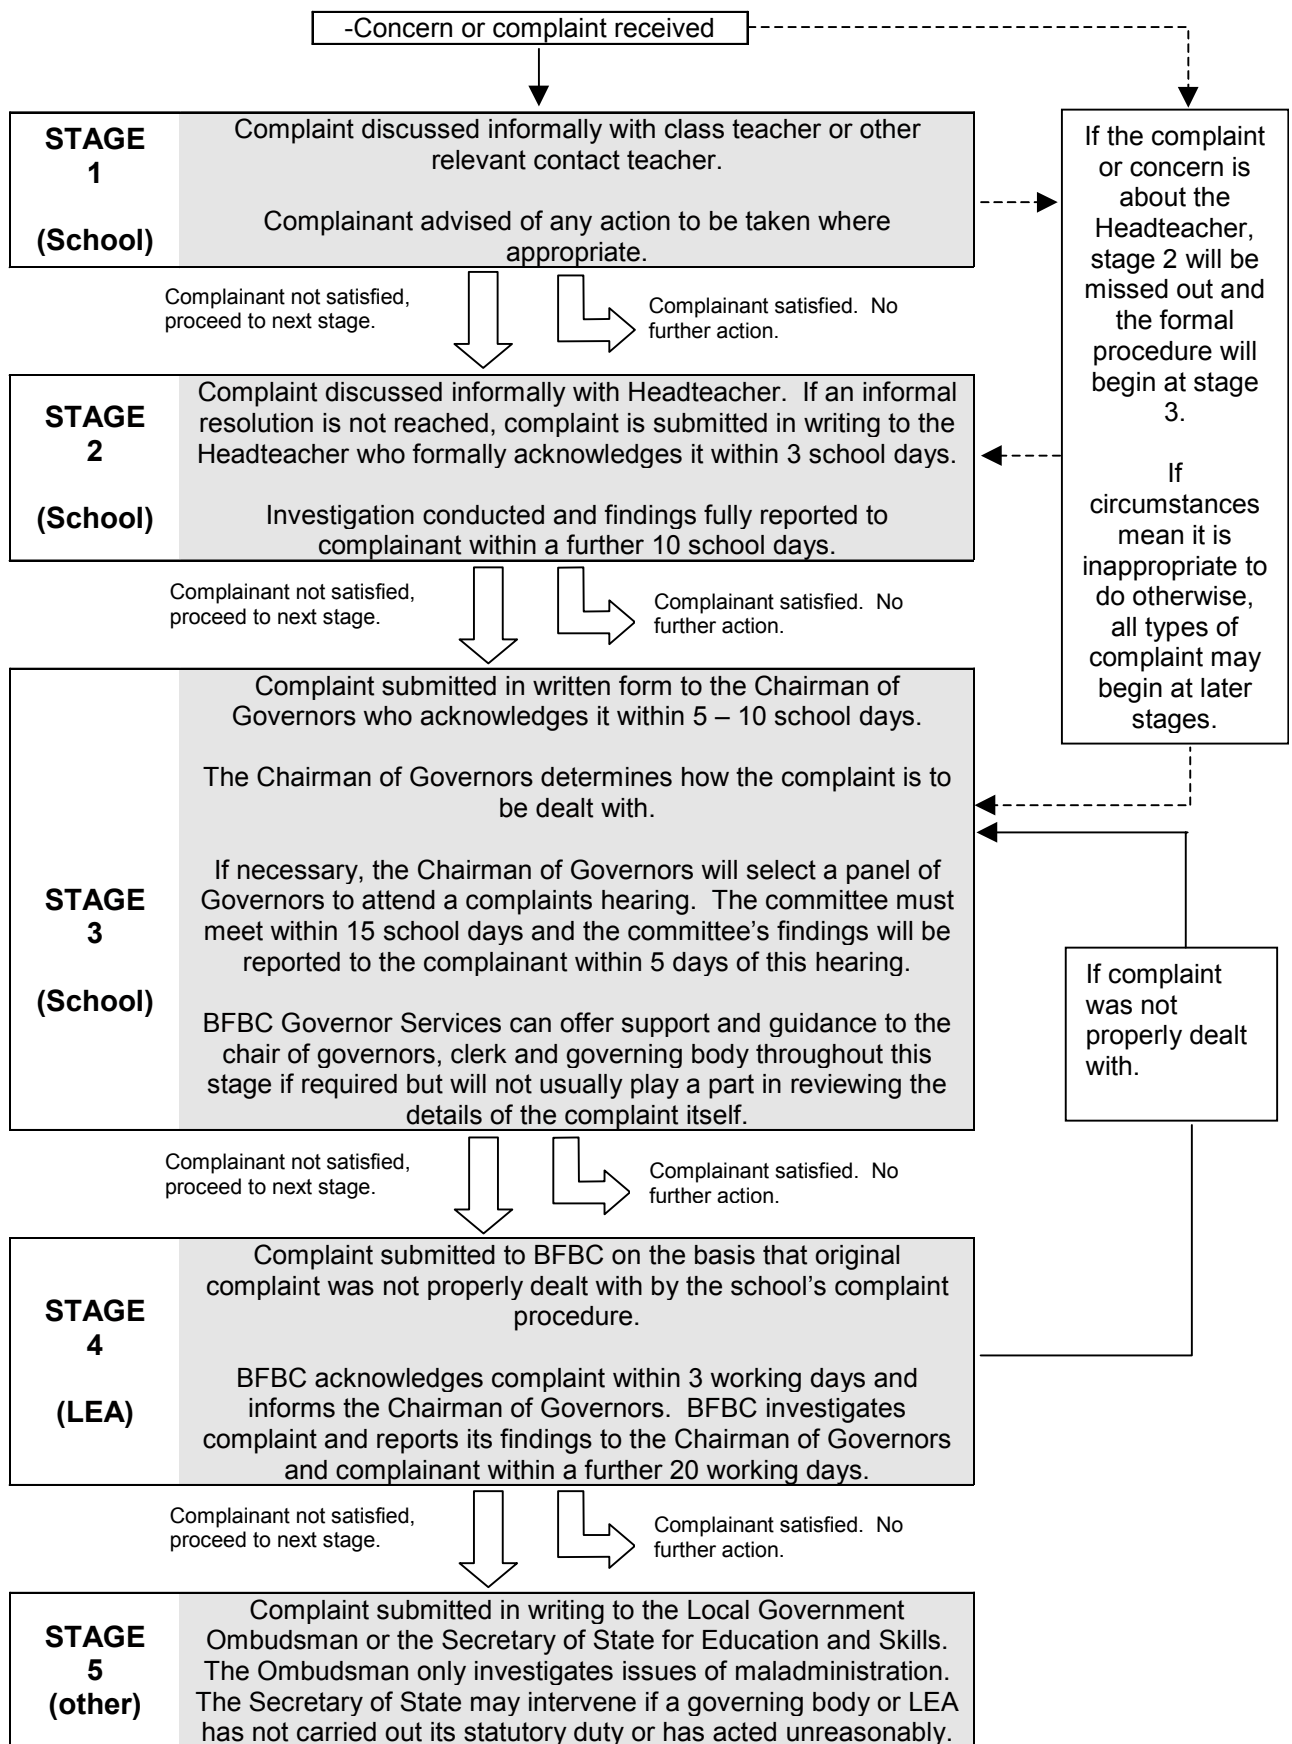 -Concern or complaint received
STAGE
1
(School)
Complaint discussed informally with class teacher or other
relevant contact teacher.
Complainant advised of any action to be taken where
appropriate.
If the complaint
or concern is
about the
Headteacher,
stage 2 will be
missed out and
the formal
procedure will
begin at stage
3.
If
circumstances
mean it is
inappropriate to
do otherwise,
all types of
complaint may
begin at later
stages.
Complainant not satisfied,
proceed to next stage.
Complainant satisfied.  No
further action.
STAGE
2
(School)
Complaint discussed informally with Headteacher.  If an informal
resolution is not reached, complaint is submitted in writing to the
Headteacher who formally acknowledges it within 3 school days.
Investigation conducted and findings fully reported to
complainant within a further 10 school days.
Complainant not satisfied,
proceed to next stage.
Complainant satisfied.  No
further action.
STAGE
3
(School)
Complaint submitted in written form to the Chairman of
Governors who acknowledges it within 5 – 10 school days.
The Chairman of Governors determines how the complaint is to
be dealt with.
If necessary, the Chairman of Governors will select a panel of
Governors to attend a complaints hearing.  The committee must
meet within 15 school days and the committee’s findings will be
reported to the complainant within 5 days of this hearing.
BFBC Governor Services can offer support and guidance to the
chair of governors, clerk and governing body throughout this
stage if required but will not usually play a part in reviewing the
details of the complaint itself.
If complaint
was not
properly dealt
with.
Complainant not satisfied,
proceed to next stage.
Complainant satisfied.  No
further action.
STAGE
4
(LEA)
Complaint submitted to BFBC on the basis that original
complaint was not properly dealt with by the school’s complaint
procedure.
BFBC acknowledges complaint within 3 working days and
informs the Chairman of Governors.  BFBC investigates
complaint and reports its findings to the Chairman of Governors
and complainant within a further 20 working days.
Complainant not satisfied,
proceed to next stage.
Complainant satisfied.  No
further action.
STAGE
5
(other)
Complaint submitted in writing to the Local Government
Ombudsman or the Secretary of State for Education and Skills.
The Ombudsman only investigates issues of maladministration.
The Secretary of State may intervene if a governing body or LEA
has not carried out its statutory duty or has acted unreasonably.